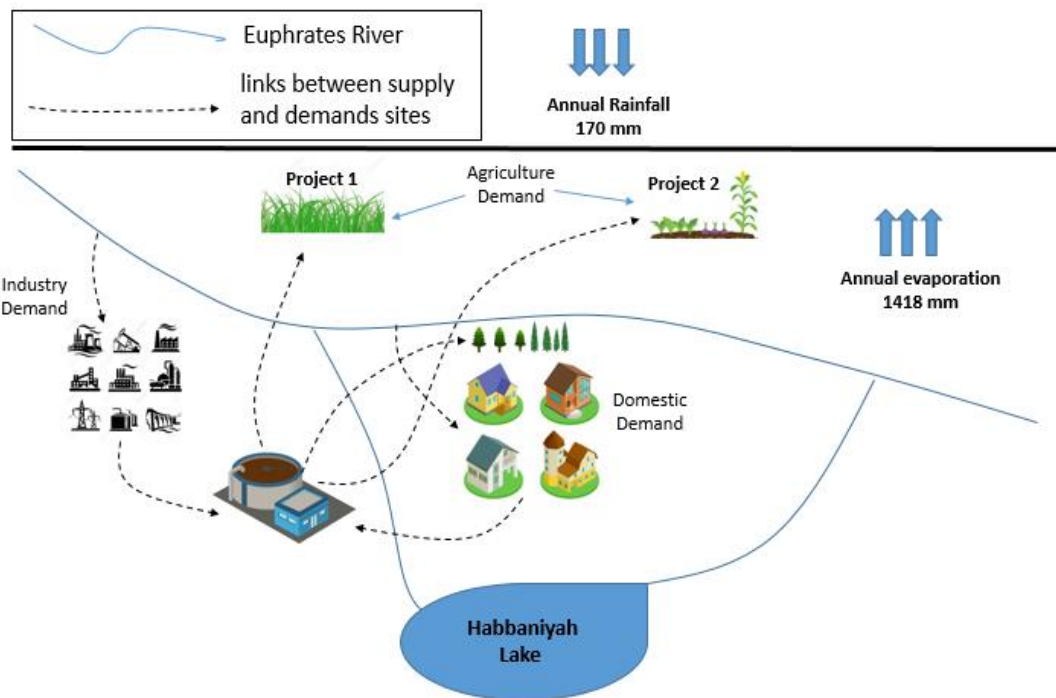 Euphrates River
links between supply
and demands sites
Annual Rainfall
170 mm
Project 1
Agriculture
Demand
Project 2
Industry
Demand
Annual evaporation
1418 mm
Domestic
Demand
Habbaniyah
Lake